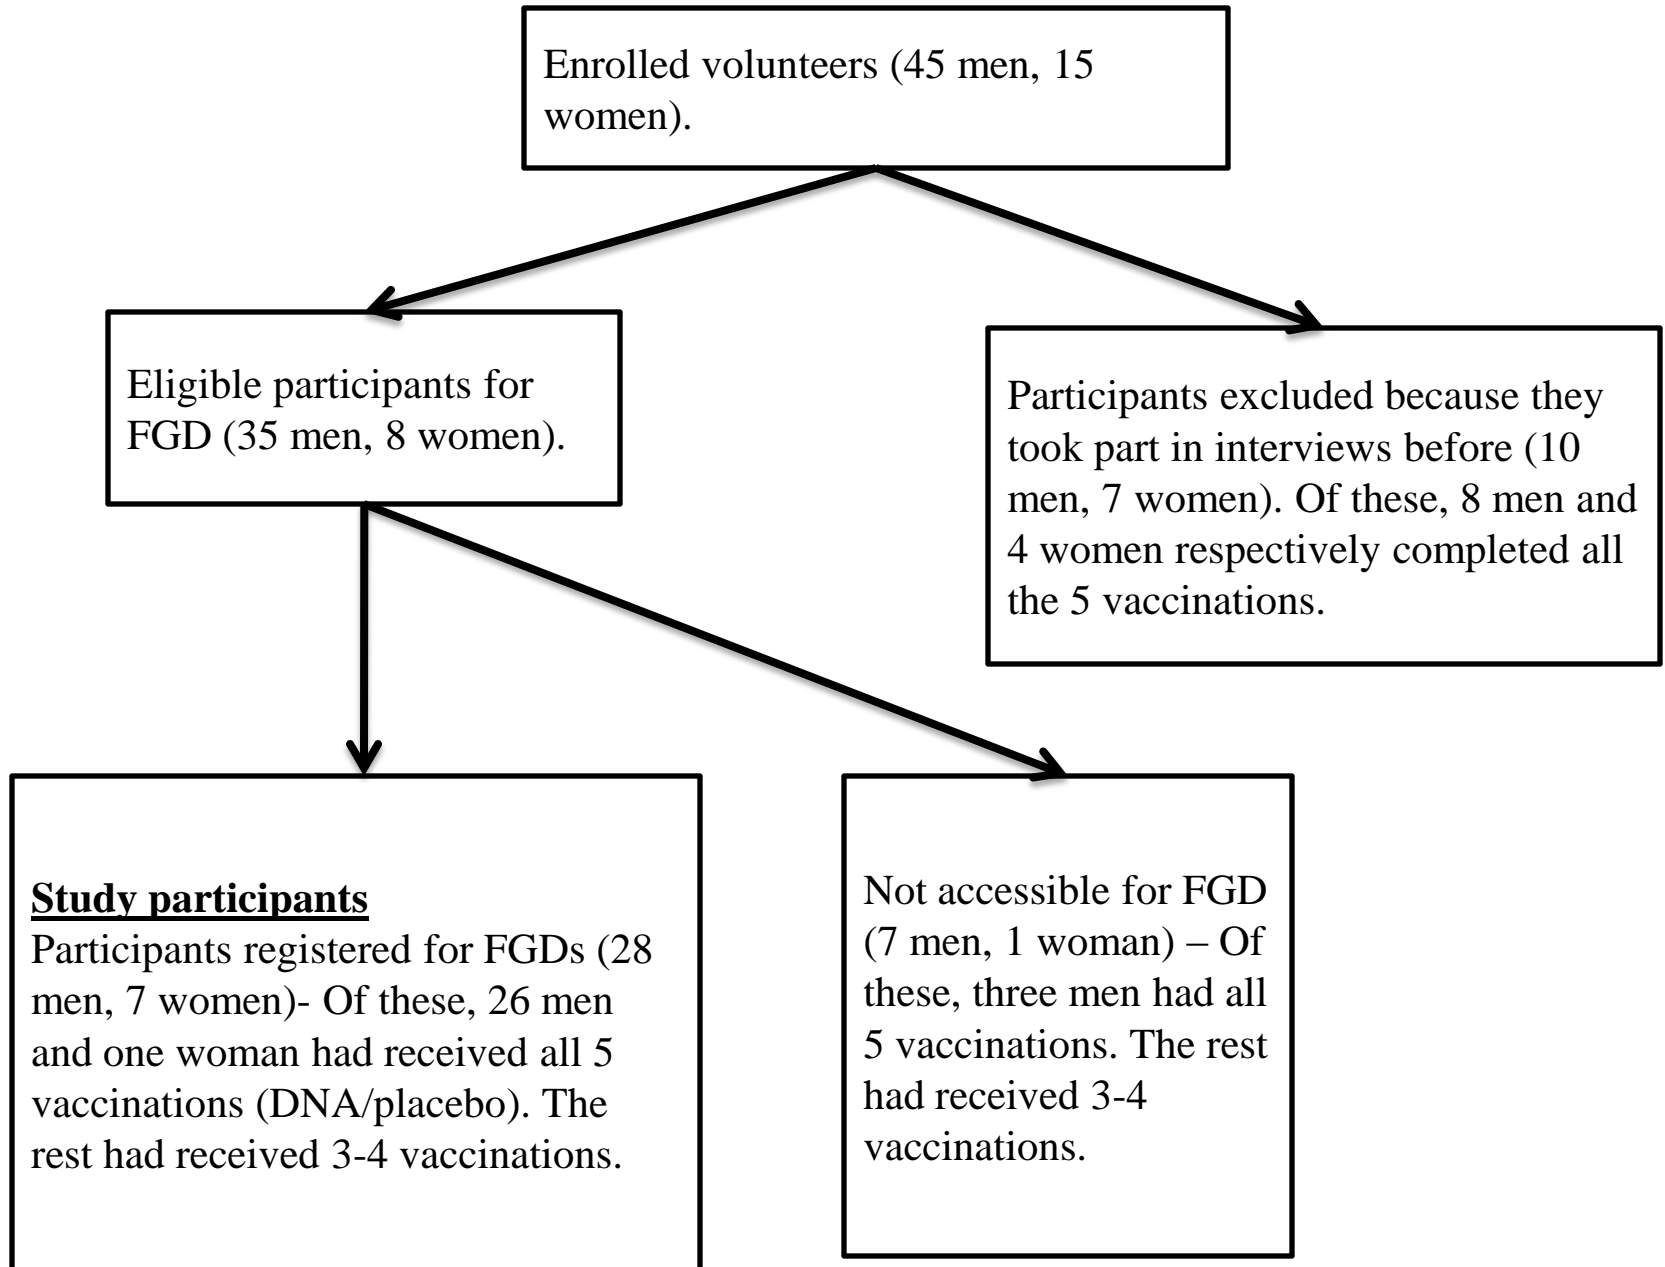 Enrolled volunteers (45 men, 15
women).
Eligible participants for
FGD (35 men, 8 women).
Participants excluded because they
took part in interviews before (10
men, 7 women). Of these, 8 men and
4 women respectively completed all
the 5 vaccinations.
Study participants
Participants registered for FGDs (28
men, 7 women)- Of these, 26 men
and one woman had received all 5
vaccinations (DNA/placebo). The
rest had received 3-4 vaccinations.
Not accessible for FGD
(7 men, 1 woman) – Of
these, three men had all
5 vaccinations. The rest
had received 3-4
vaccinations.